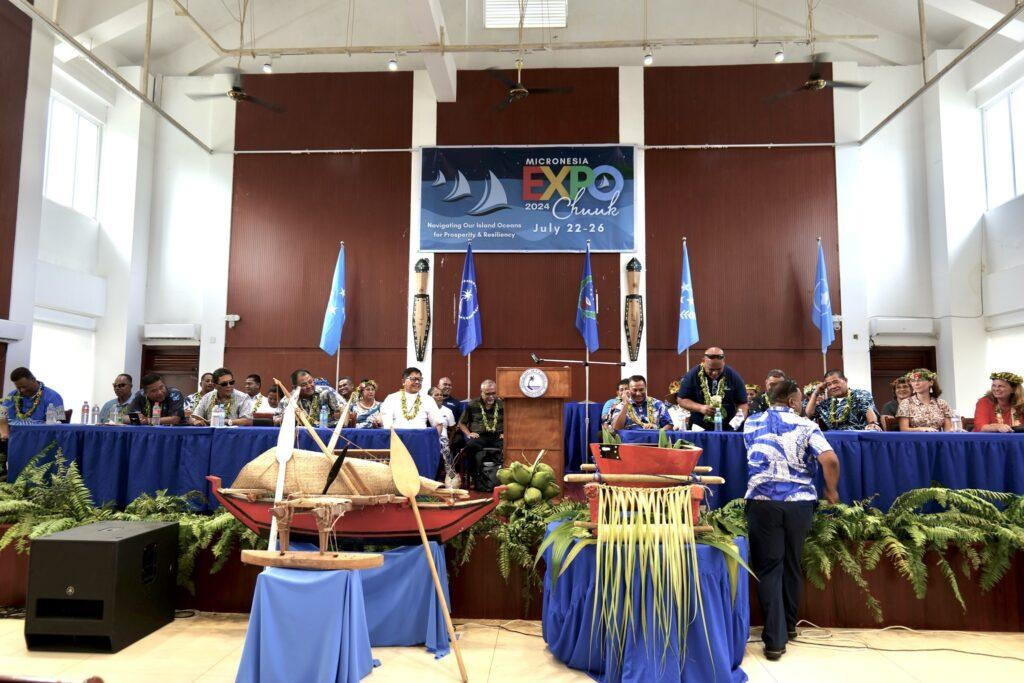 MICRONESIA
EXPO
2024 Chuuk
Navigating Our Island Oceans
for Prosperity & Resiliency
July 22-26